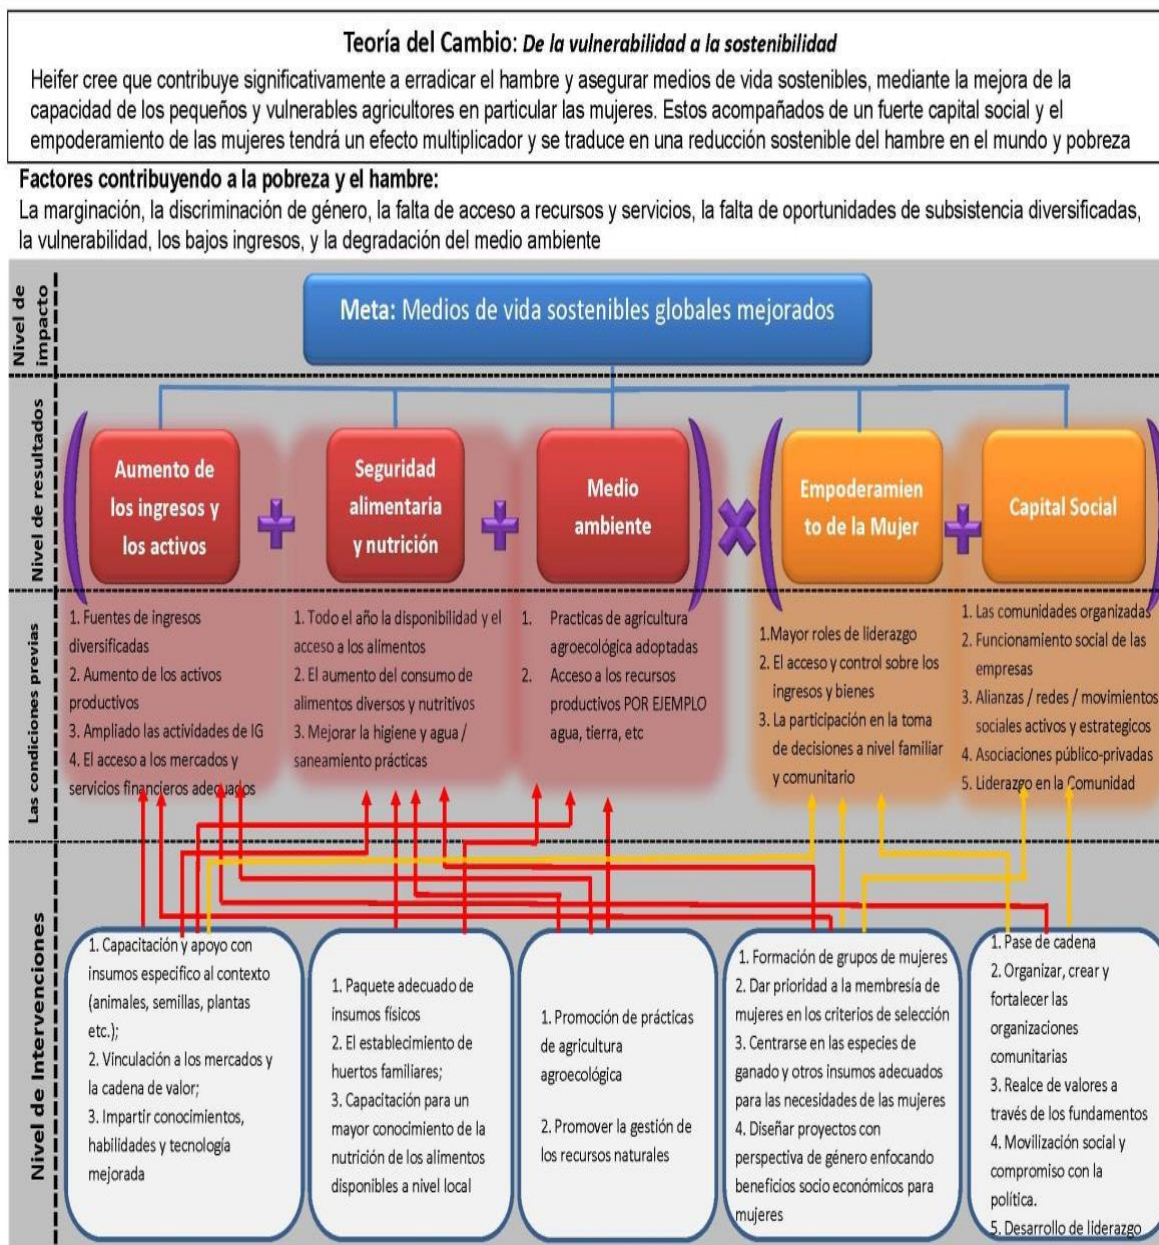 Teoría del Cambio: De la vulnerabilidad a la sostenibilidad
Heifer cree que contribuye significativamente a erradicar el hambre y asegurar medios de vida sostenibles, mediante la mejora de la
capacidad de los pequeños y vulnerables agricultores en particular las mujeres. Estos acompañados de un fuerte capital social y el
empoderamiento de las mujeres tendrá un efecto multiplicador y se traduce en una reducción sostenible del hambre en el mundo y pobreza
Factores contribuyendo a la pobreza y el hambre:
La marginación, la discriminación de género, la falta de acceso a recursos y servicios, la falta de oportunidades de subsistencia diversificadas,
la vulnerabilidad, los bajos ingresos, y la degradación del medio ambiente
Nivel de
impacto
Meta: Medios de vida sostenibles globales mejorados
Nivel de resultados
Aumento de
los ingresos y
los activos
+
Seguridad
alimentaria
y nutrición
+
Medio
ambiente
×
Empoderamien
to de la Mujer
+
Capital Social
Las condiciones previas
1. Fuentes de ingresos
diversificadas
2. Aumento de los activos
productivos
3. Ampliado las actividades de IG
4. El acceso a los mercados y
servicios financieros adecuados
1. Todo el año la disponibilidad y el
acceso a los alimentos
2. El aumento del consumo de
alimentos diversos y nutritivos
3. Mejorar la higiene y agua /
saneamiento prácticas
1. Practicas de agricultura
agroecológica adoptadas
2. Acceso a los recursos
productivos POR EJEMPLO
agua, tierra, etc
1.Mayor roles de liderazgo
2. El acceso y control sobre los
ingresos y bienes
3. La participación en la toma
de decisiones a nivel familiar
y comunitario
1. Las comunidades organizadas
2. Funcionamiento social de las
empresas
3. Alianzas / redes / movimientos
sociales activos y estrategicos
4. Asociaciones público-privadas
5. Liderazgo en la Comunidad
Nivel de Intervenciones
1. Capacitación y apoyo con
insumos especifico al contexto
(animales, semillas, plantas
etc.);
2. Vinculación a los mercados y
la cadena de valor;
3. Impartir conocimientos,
habilidades y tecnología
mejorada
1. Paquete adecuado de
insumos físicos
2. El establecimiento de
huertos familiares;
3. Capacitación para un
mayor conocimiento de la
nutrición de los alimentos
disponibles a nivel local
1. Promoción de prácticas
de agricultura
agroecológica
2. Promover la gestión de
los recursos naturales
1. Formación de grupos de mujeres
2. Dar prioridad a la membresía de
mujeres en los criterios de selección
3. Centrarse en las especies de
ganado y otros insumos adecuados
para las necesidades de las mujeres
4. Diseñar proyectos con
perspectiva de género enfocando
beneficios socio económicos para
mujeres
1. Pase de cadena
2. Organizar, crear y
fortalecer las
organizaciones
comunitarias
3. Realce de valores a
través de los fundamentos
4. Movilización social y
compromiso con la
política.
5. Desarrollo de liderazgo